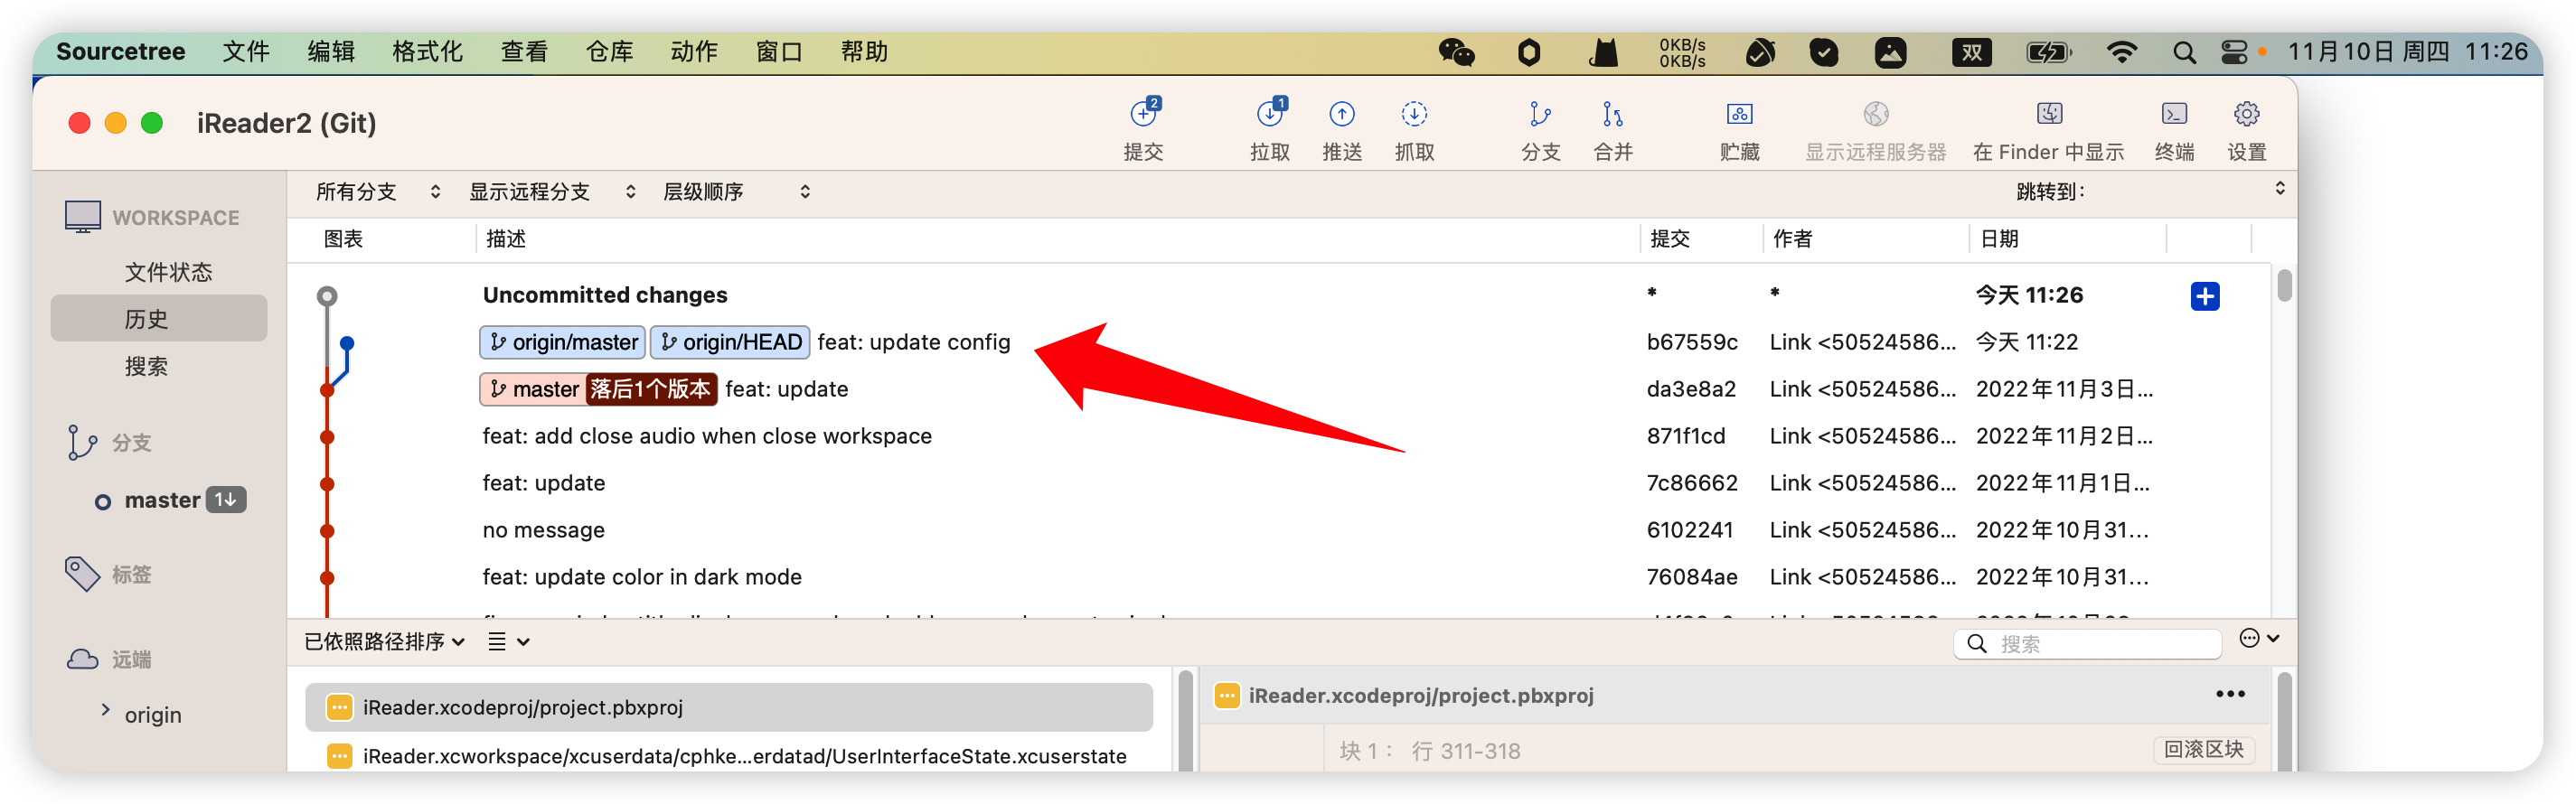 Sourcetree 文件 编辑 格式化 查看 仓库 动作 窗口 帮助 0KB/s 0KB/s 双 11月10日 周四 11:26
iReader2 (Git)
2 提交 1 拉取 推送 抓取 分支 合并 贮藏 显示远程服务器 在 Finder 中显示 终端 设置
WORKSPACE
文件状态
历史
搜索
分支
master 1↓
标签
远端
origin
所有分支 显示远程分支 层级顺序 跳转到：
图表 描述 提交 作者 日期
Uncommitted changes * * 今天 11:26
origin/master origin/HEAD feat: update config b67559c Link <50524586... 今天 11:22
master 落后1个版本 feat: update da3e8a2 Link <50524586... 2022年11月3日...
feat: add close audio when close workspace 871f1cd Link <50524586... 2022年11月2日...
feat: update 7c86662 Link <50524586... 2022年11月1日...
no message 6102241 Link <50524586... 2022年10月31...
feat: update color in dark mode 76084ae Link <50524586... 2022年10月31...
已依照路径排序 搜索
iReader.xcodeproj/project.pbxproj
iReader.xcworkspace/xcuserdata/cphke...erdatad/UserInterfaceState.xcuserstate
iReader.xcodeproj/project.pbxproj
块 1： 行 311-318 回滚区块